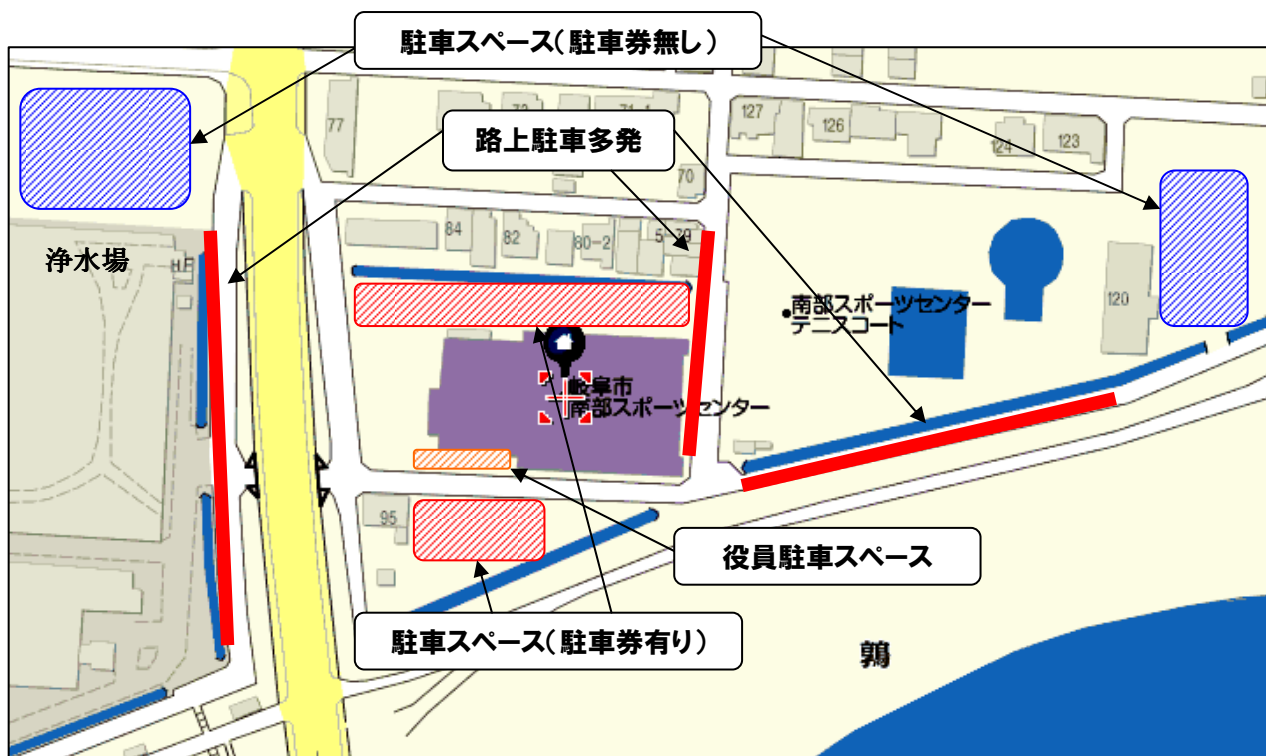 駐車スペース（駐車券無し）
路上駐車多発
77
127
126
124
123
70
84
82
80-2
5-79
浄水場
南部スポーツセンター
テニスコート
120
岐阜市
南部スポーツセンター
95
役員駐車スペース
駐車スペース（駐車券有り）
鶉